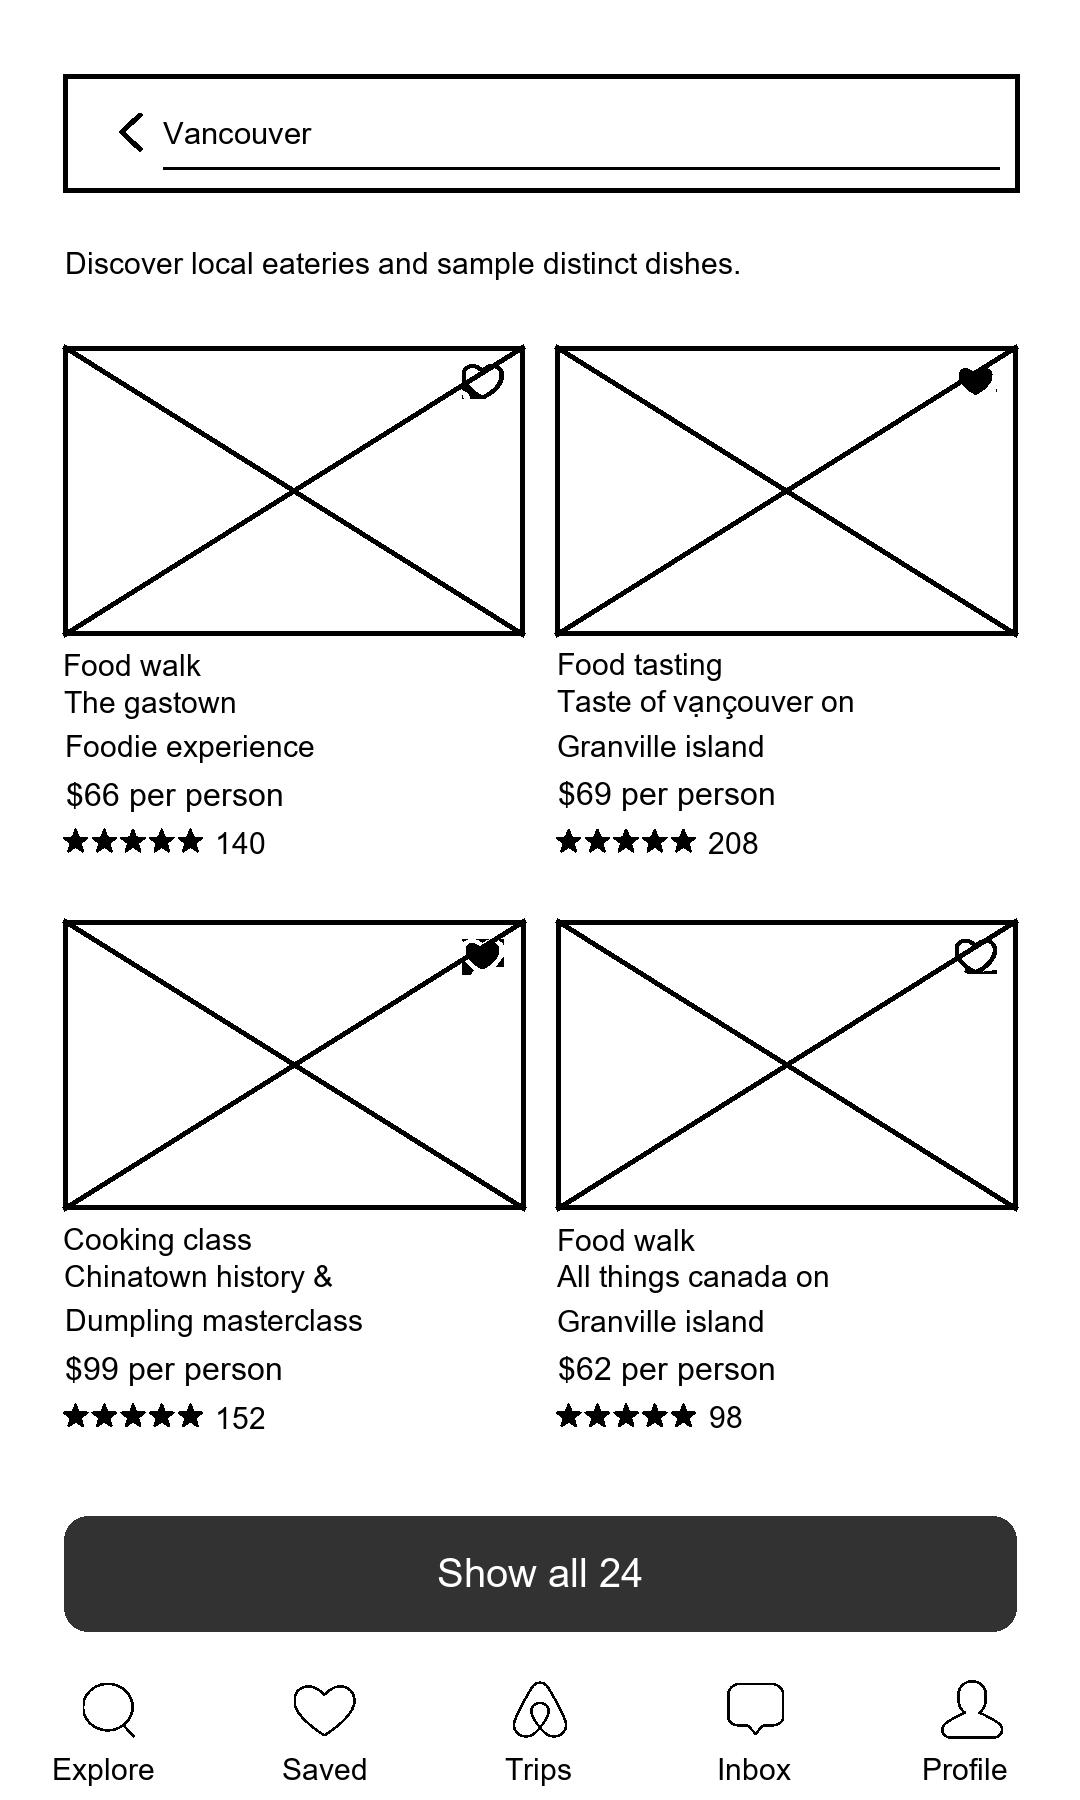 Vancouver
Discover local eateries and sample distinct dishes.
Food walk
The gastown
Foodie experience
$66 per person
140
Food tasting
Taste of vạnçouver on
Granville island
$69 per person
208
Cooking class
Chinatown history &
Dumpling masterclass
$99 per person
152
Food walk
All things canada on
Granville island
$62 per person
98
Show all 24
Explore
Saved
Trips
Inbox
Profile